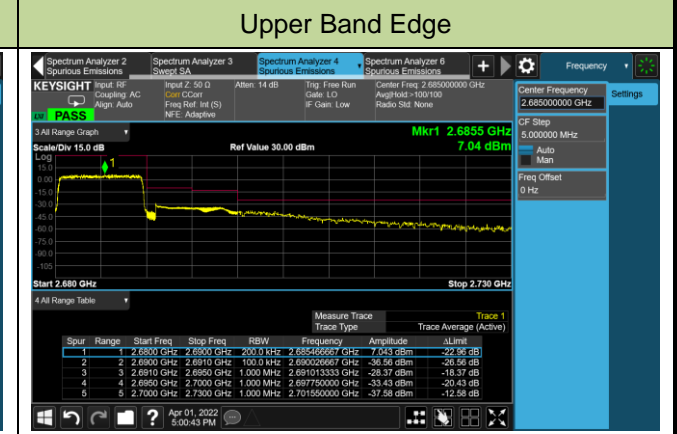 Upper Band Edge
Spectrum Analyzer 2
Spurious Emissions
Spectrum Analyzer 3
Swept SA
Spectrum Analyzer 4
Spurious Emissions
Spectrum Analyzer 6
Spurious Emissions
+
Frequency
KEYSIGHT
Input: RF
Coupling: AC
Align: Auto
Input Z: 50 Ω
Corr CCorr
Freq Ref: Int (S)
NFE: Adaptive
Atten: 14 dB
Trig: Free Run
Gate: LO
IF Gain: Low
Center Freq: 2.685000000 GHz
Avg|Hold:>100/100
Radio Std: None
PASS
Center Frequency
2.685000000 GHz
Settings
CF Step
5.000000 MHz
Auto
Man
Freq Offset
0 Hz
3 All Range Graph
Mkr1 2.6855 GHz
Scale/Div 15.0 dB
Ref Value 30.00 dBm
7.04 dBm
Log
15.0
0.00
-15.0
-30.0
-45.0
-60.0
-75.0
-90.0
-105
1
Start 2.680 GHz
Stop 2.730 GHz
4 All Range Table
Measure Trace Trace 1
Trace Type Trace Average (Active)
Spur Range Start Freq Stop Freq RBW Frequency Amplitude ΔLimit
1 1 2.6800 GHz 2.6900 GHz 200.0 kHz 2.685466667 GHz 7.043 dBm -22.96 dB
2 2 2.6900 GHz 2.6910 GHz 100.0 kHz 2.690026667 GHz -36.56 dBm -26.56 dB
3 3 2.6910 GHz 2.6950 GHz 1.000 MHz 2.691013333 GHz -28.37 dBm -18.37 dB
4 4 2.6950 GHz 2.7000 GHz 1.000 MHz 2.697750000 GHz -33.43 dBm -20.43 dB
5 5 2.7000 GHz 2.7300 GHz 1.000 MHz 2.701550000 GHz -37.58 dBm -12.58 dB
?
Apr 01, 2022
5:00:43 PM